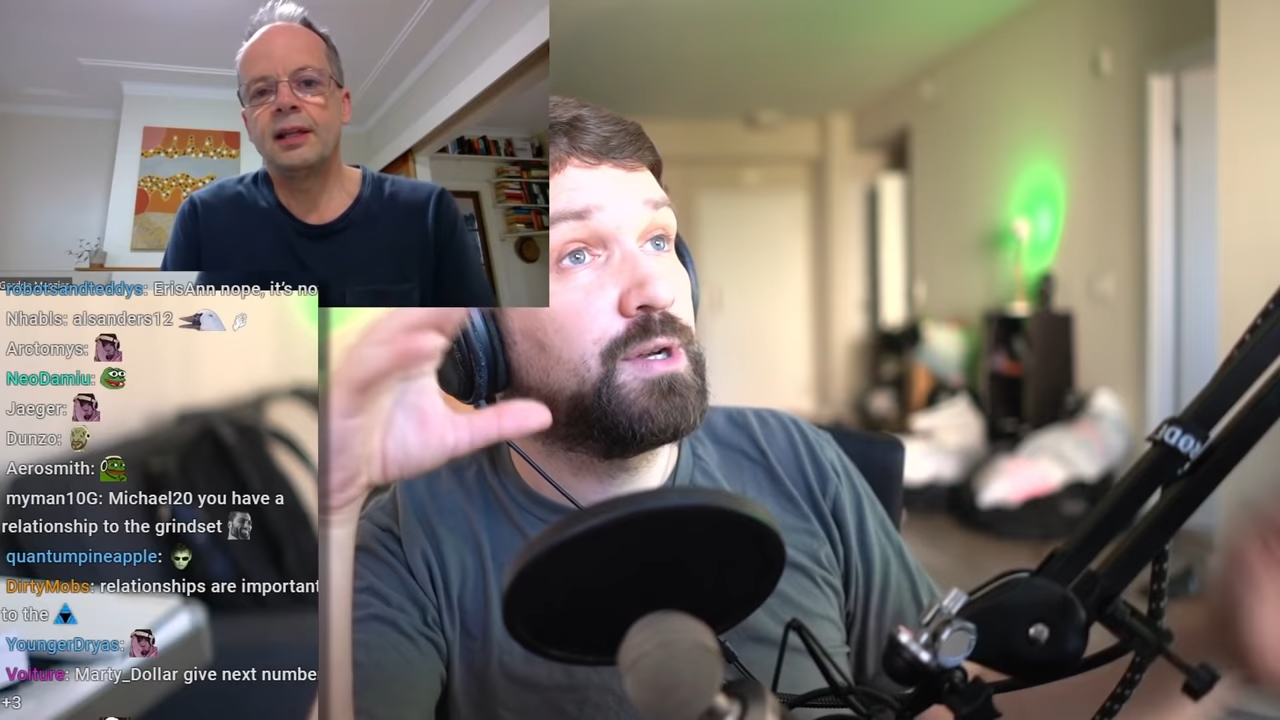 robotsandteddys: ErisAnn nope, it's no
Nhabls: alsanders12
Arctomys:
NeoDamiu:
Jaeger:
Dunzo:
Aerosmith:
myman10G: Michael20 you have a
relationship to the grindset
quantumpineapple:
DirtyMobs: relationships are important
to the
YoungerDryas:
Voiture: Marty_Dollar give next numbe
+3
RODE